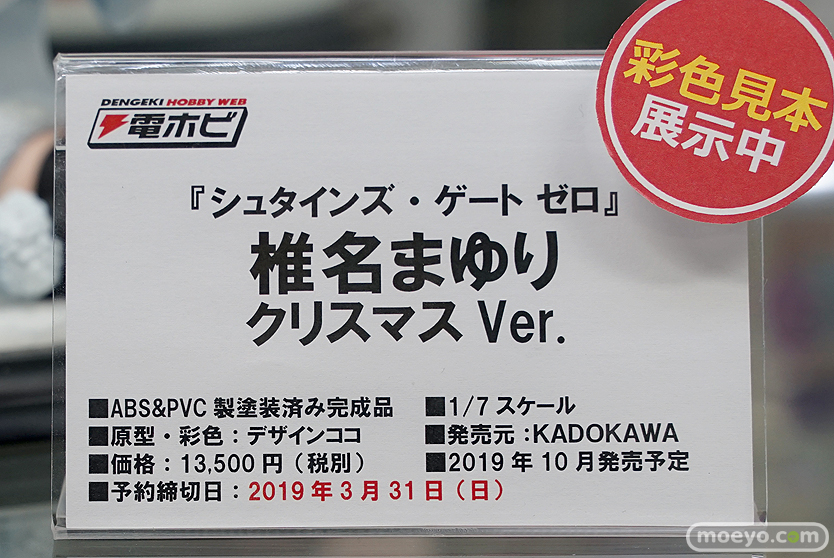 彩色見本
展示中
DENGEKI HOBBY WEB
電ホビ
『シュタインズ・ゲート ゼロ』
椎名まゆり
クリスマス Ver.
■ABS&PVC 製塗装済み完成品
■1/7 スケール
■原型・彩色：デザインココ
■発売元：KADOKAWA
■価格：13,500 円（税別）
■2019 年 10 月発売予定
■予約締切日：2019 年 3 月 31 日（日）
moeyo.com